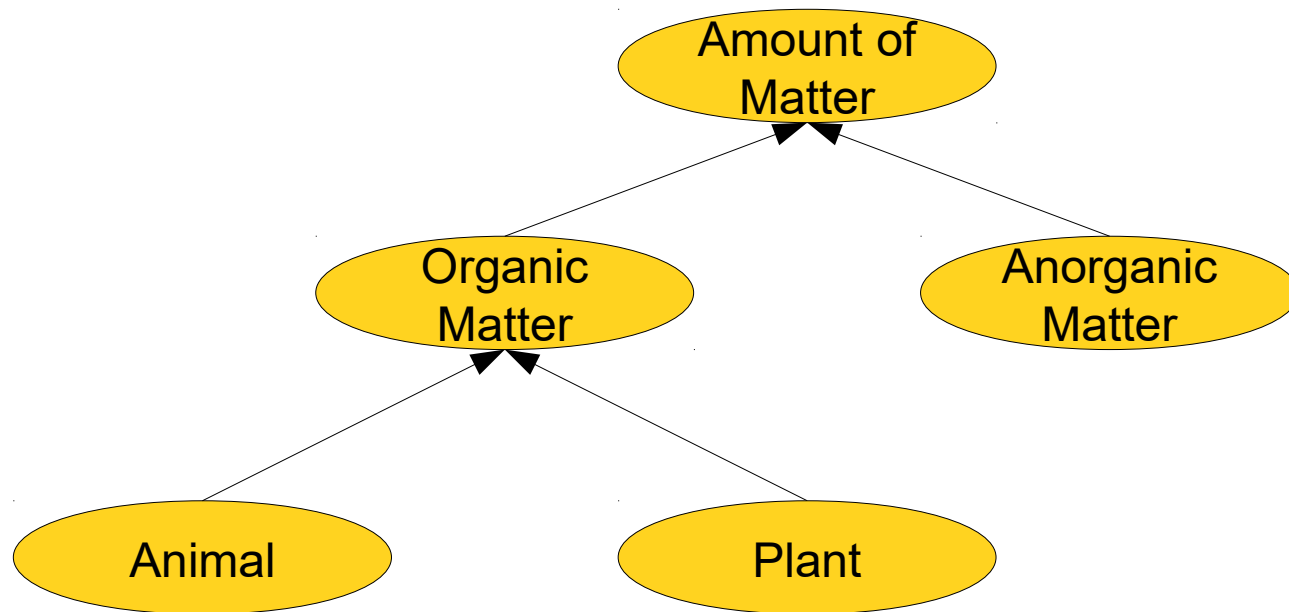 Amount of
Matter
Organic
Matter
Anorganic
Matter
Animal
Plant